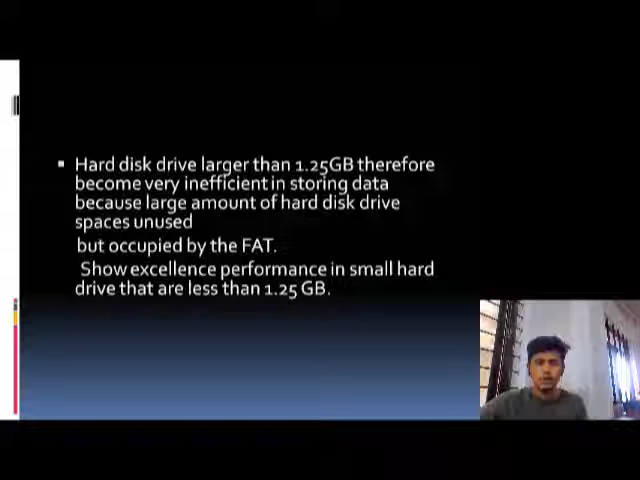 Hard disk drive larger than 1.25GB therefore
become very inefficient in storing data
because large amount of hard disk drive
spaces unused
but occupied by the FAT.
Show excellence performance in small hard
drive that are less than 1.25 GB.